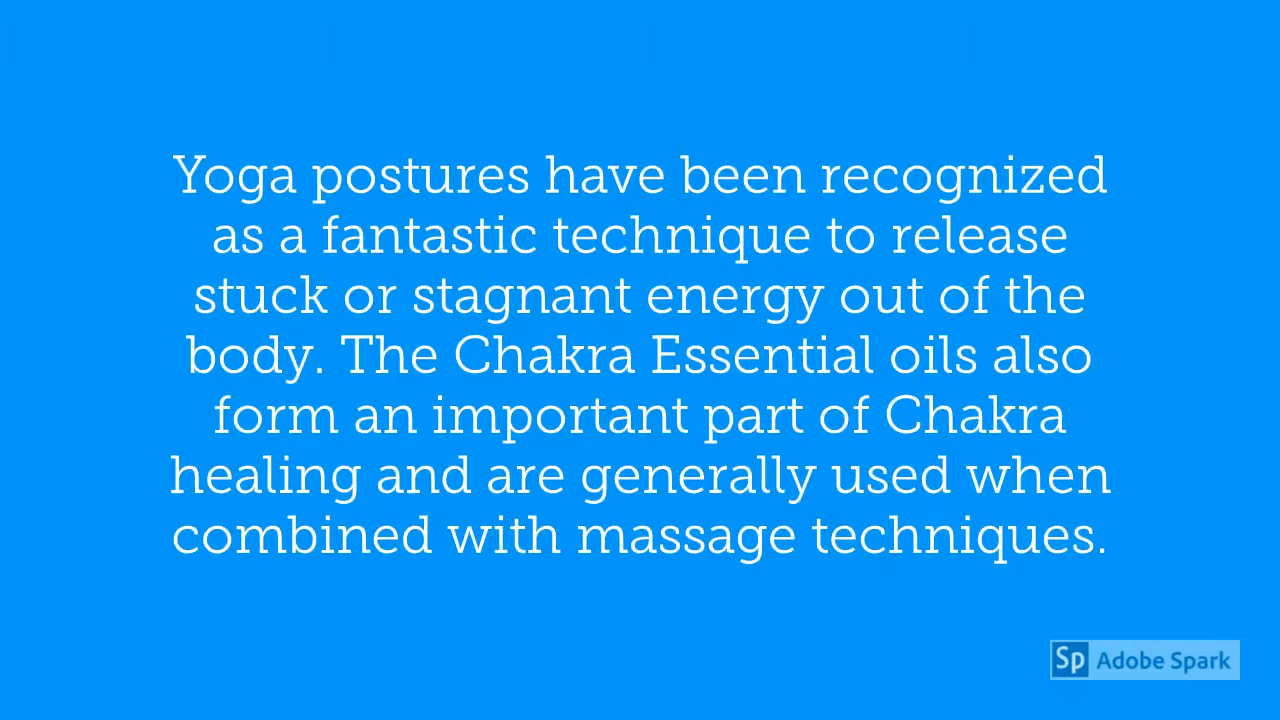 Yoga postures have been recognized
as a fantastic technique to release
stuck or stagnant energy out of the
body. The Chakra Essential oils also
form an important part of Chakra
healing and are generally used when
combined with massage techniques.
Sp Adobe Spark